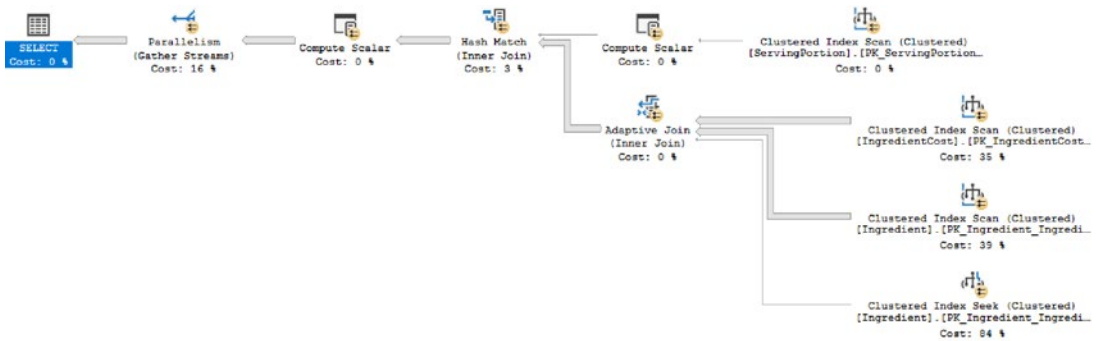 SELECT
Cost: 0 %
Parallelism
(Gather Streams)
Cost: 16 %
Compute Scalar
Cost: 0 %
Hash Match
(Inner Join)
Cost: 3 %
Compute Scalar
Cost: 0 %
Clustered Index Scan (Clustered)
[ServingPortion].[PK_ServingPortion…
Cost: 0 %
Adaptive Join
(Inner Join)
Cost: 0 %
Clustered Index Scan (Clustered)
[IngredientCost].[PK_IngredientCost…
Cost: 35 %
Clustered Index Scan (Clustered)
[Ingredient].[PK_Ingredient_Ingredi…
Cost: 39 %
Clustered Index Seek (Clustered)
[Ingredient].[PK_Ingredient_Ingredi…
Cost: 84 %